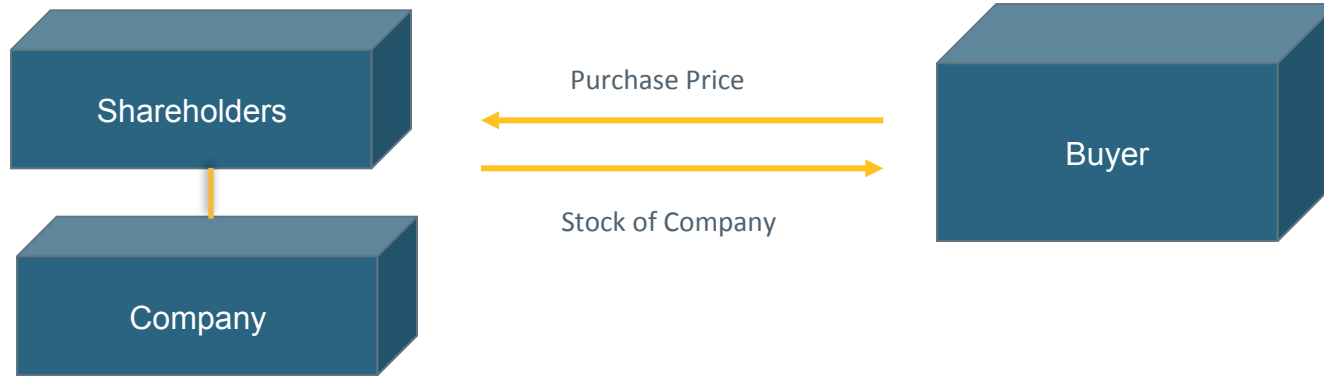 Shareholders
Purchase Price
Buyer
Stock of Company
Company